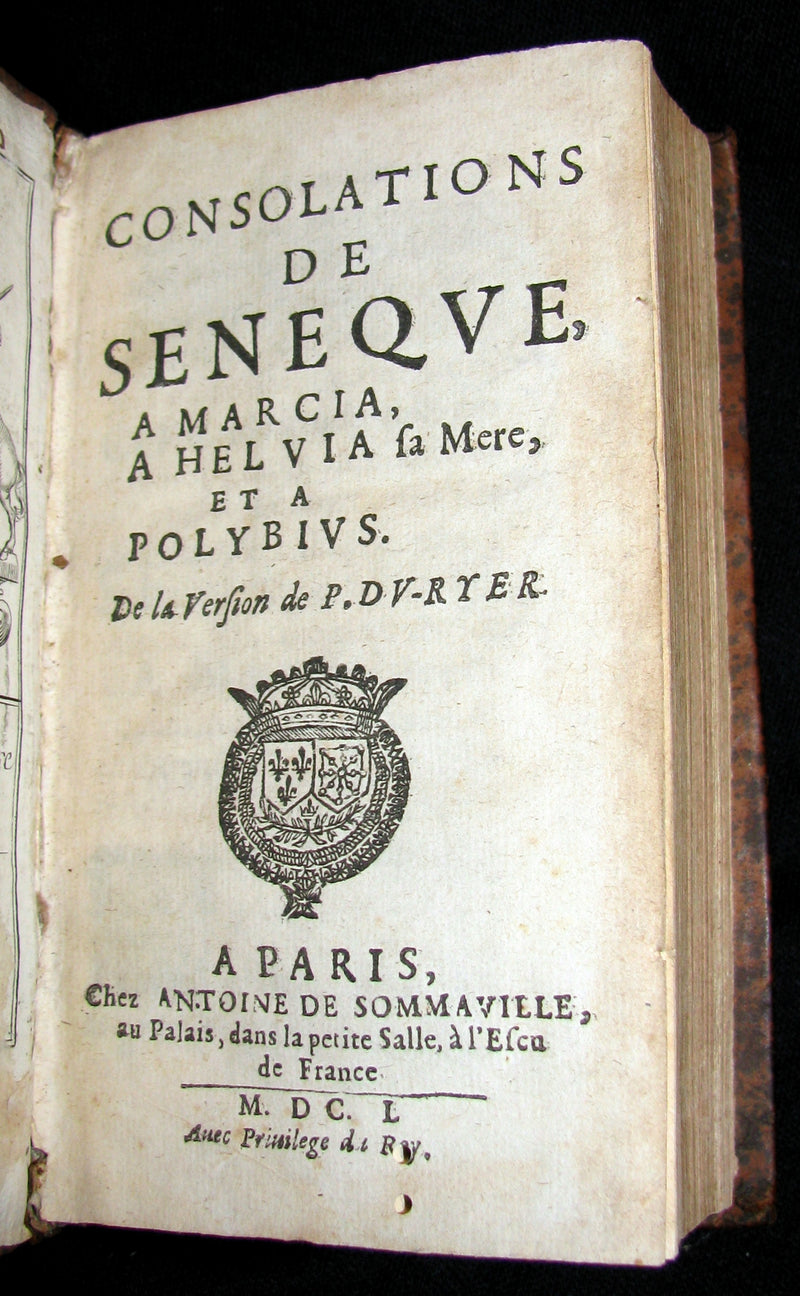 CONSOLATIONS
DE
SENEQVE,
A MARCIA,
A HELVIA ſa Mere,
ET A
POLYBIVS.
De la Verſion de P. DV-RYER.
A PARIS,
Chez ANTOINE DE SOMMAVILLE,
au Palais, dans la petite Salle, à l'Eſcu
de France.
M. DC. L
Auec Priuilege du Roy.